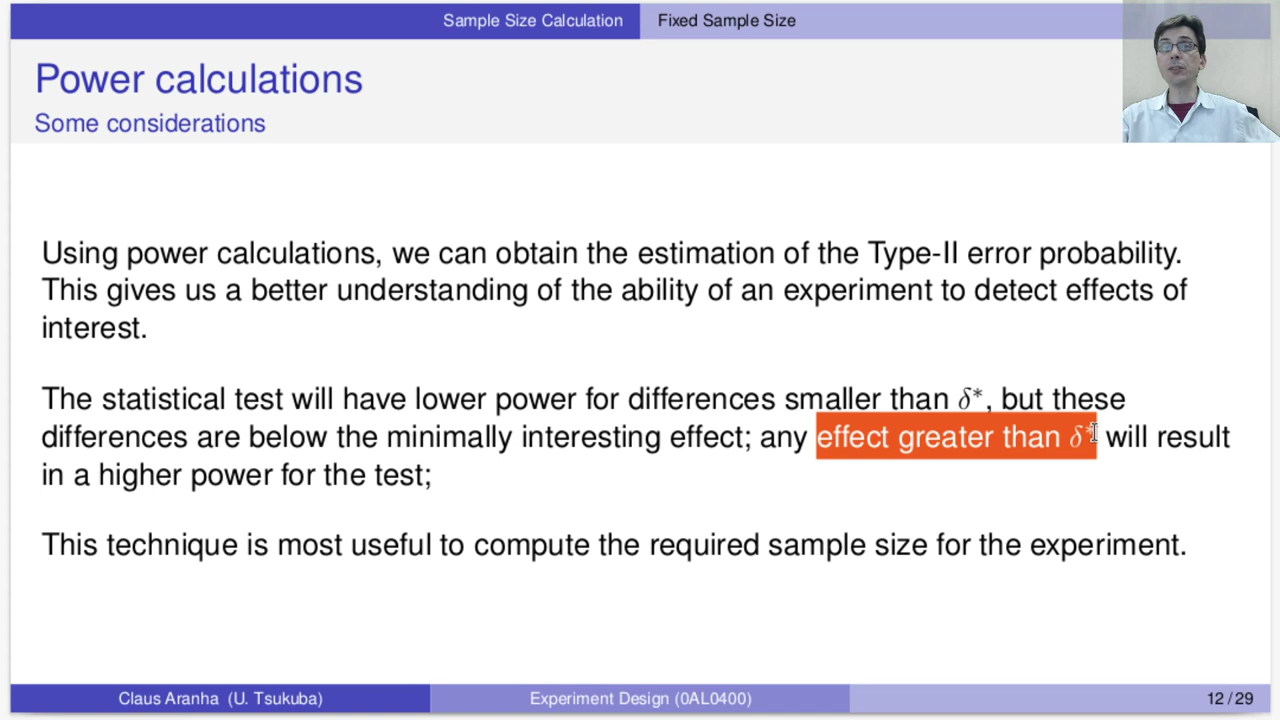 Sample Size Calculation Fixed Sample Size
Power calculations
Some considerations
Using power calculations, we can obtain the estimation of the Type-II error probability.
This gives us a better understanding of the ability of an experiment to detect effects of
interest.
The statistical test will have lower power for differences smaller than δ*, but these
differences are below the minimally interesting effect; any effect greater than δ* will result
in a higher power for the test;
This technique is most useful to compute the required sample size for the experiment.
Claus Aranha (U. Tsukuba) Experiment Design (0AL0400) 12 / 29